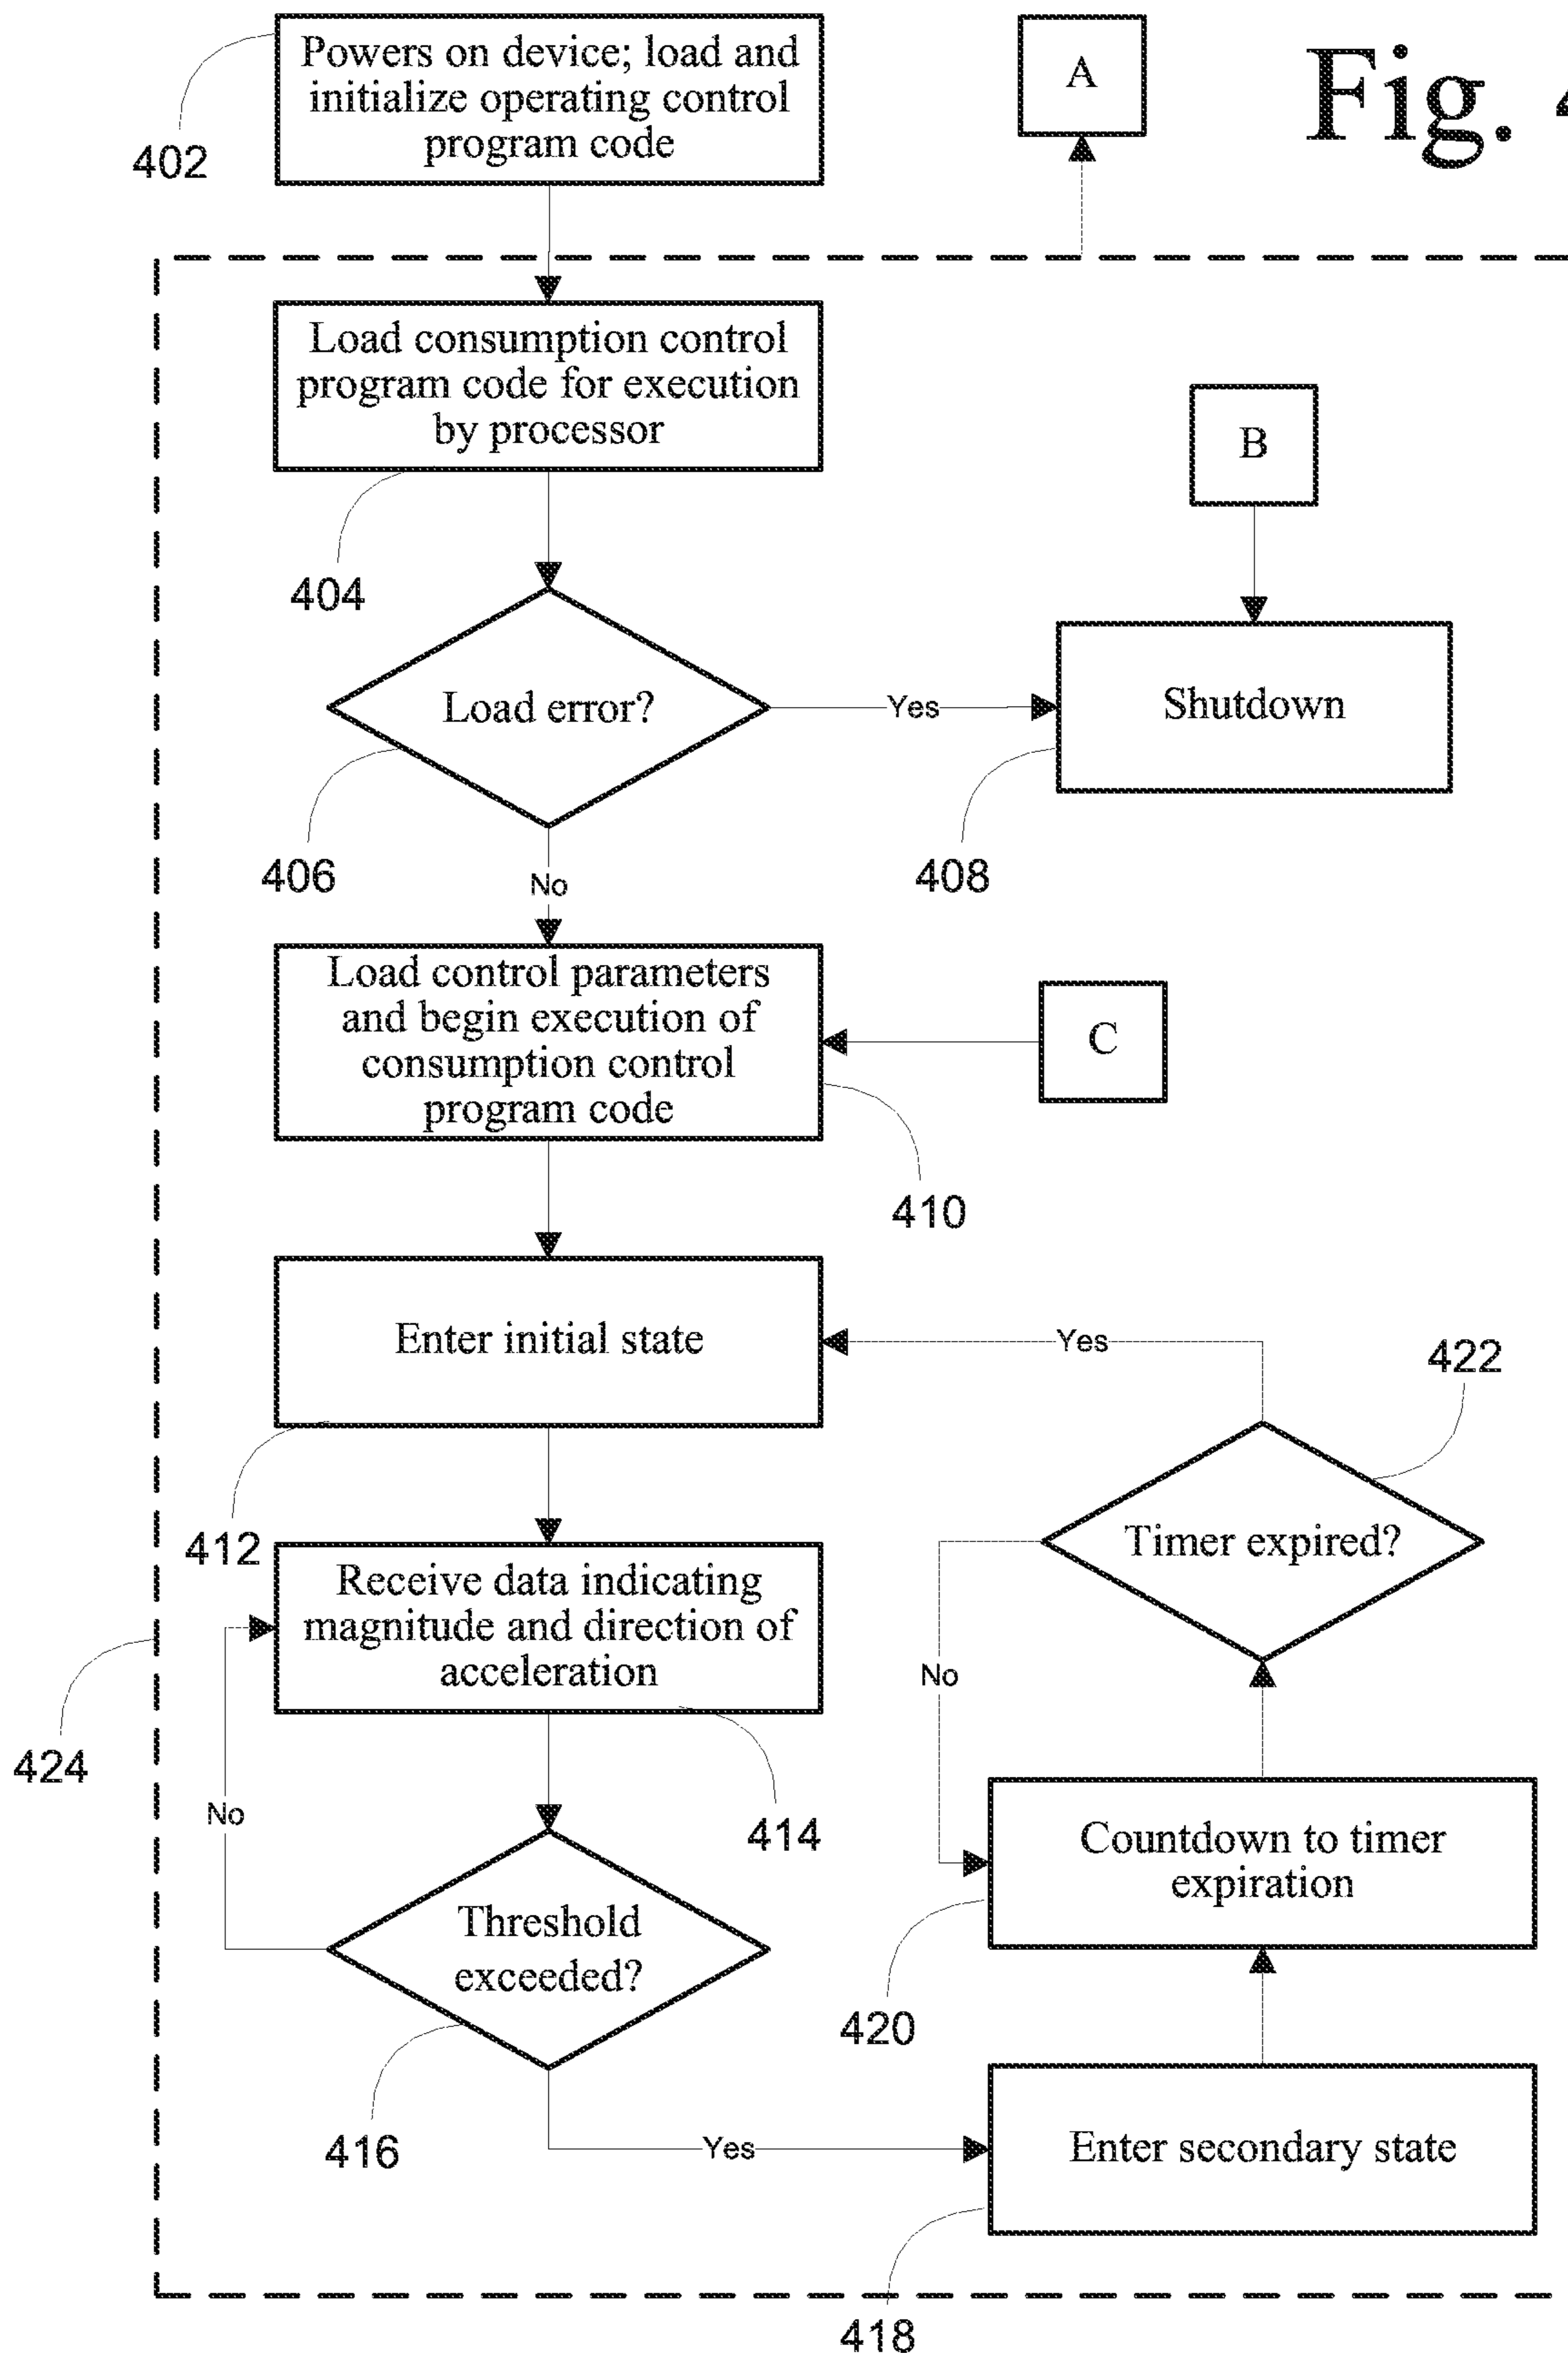 Powers on device; load and
initialize operating control
program code
402
A
Fig. 4
Load consumption control
program code for execution
by processor
404
B
Load error?
Yes
Shutdown
406
408
No
Load control parameters
and begin execution of
consumption control
program code
C
410
Enter initial state
Yes
422
412
Timer expired?
Receive data indicating
magnitude and direction of
acceleration
424
No
No
414
Countdown to timer
expiration
Threshold
exceeded?
420
416
Yes
Enter secondary state
418